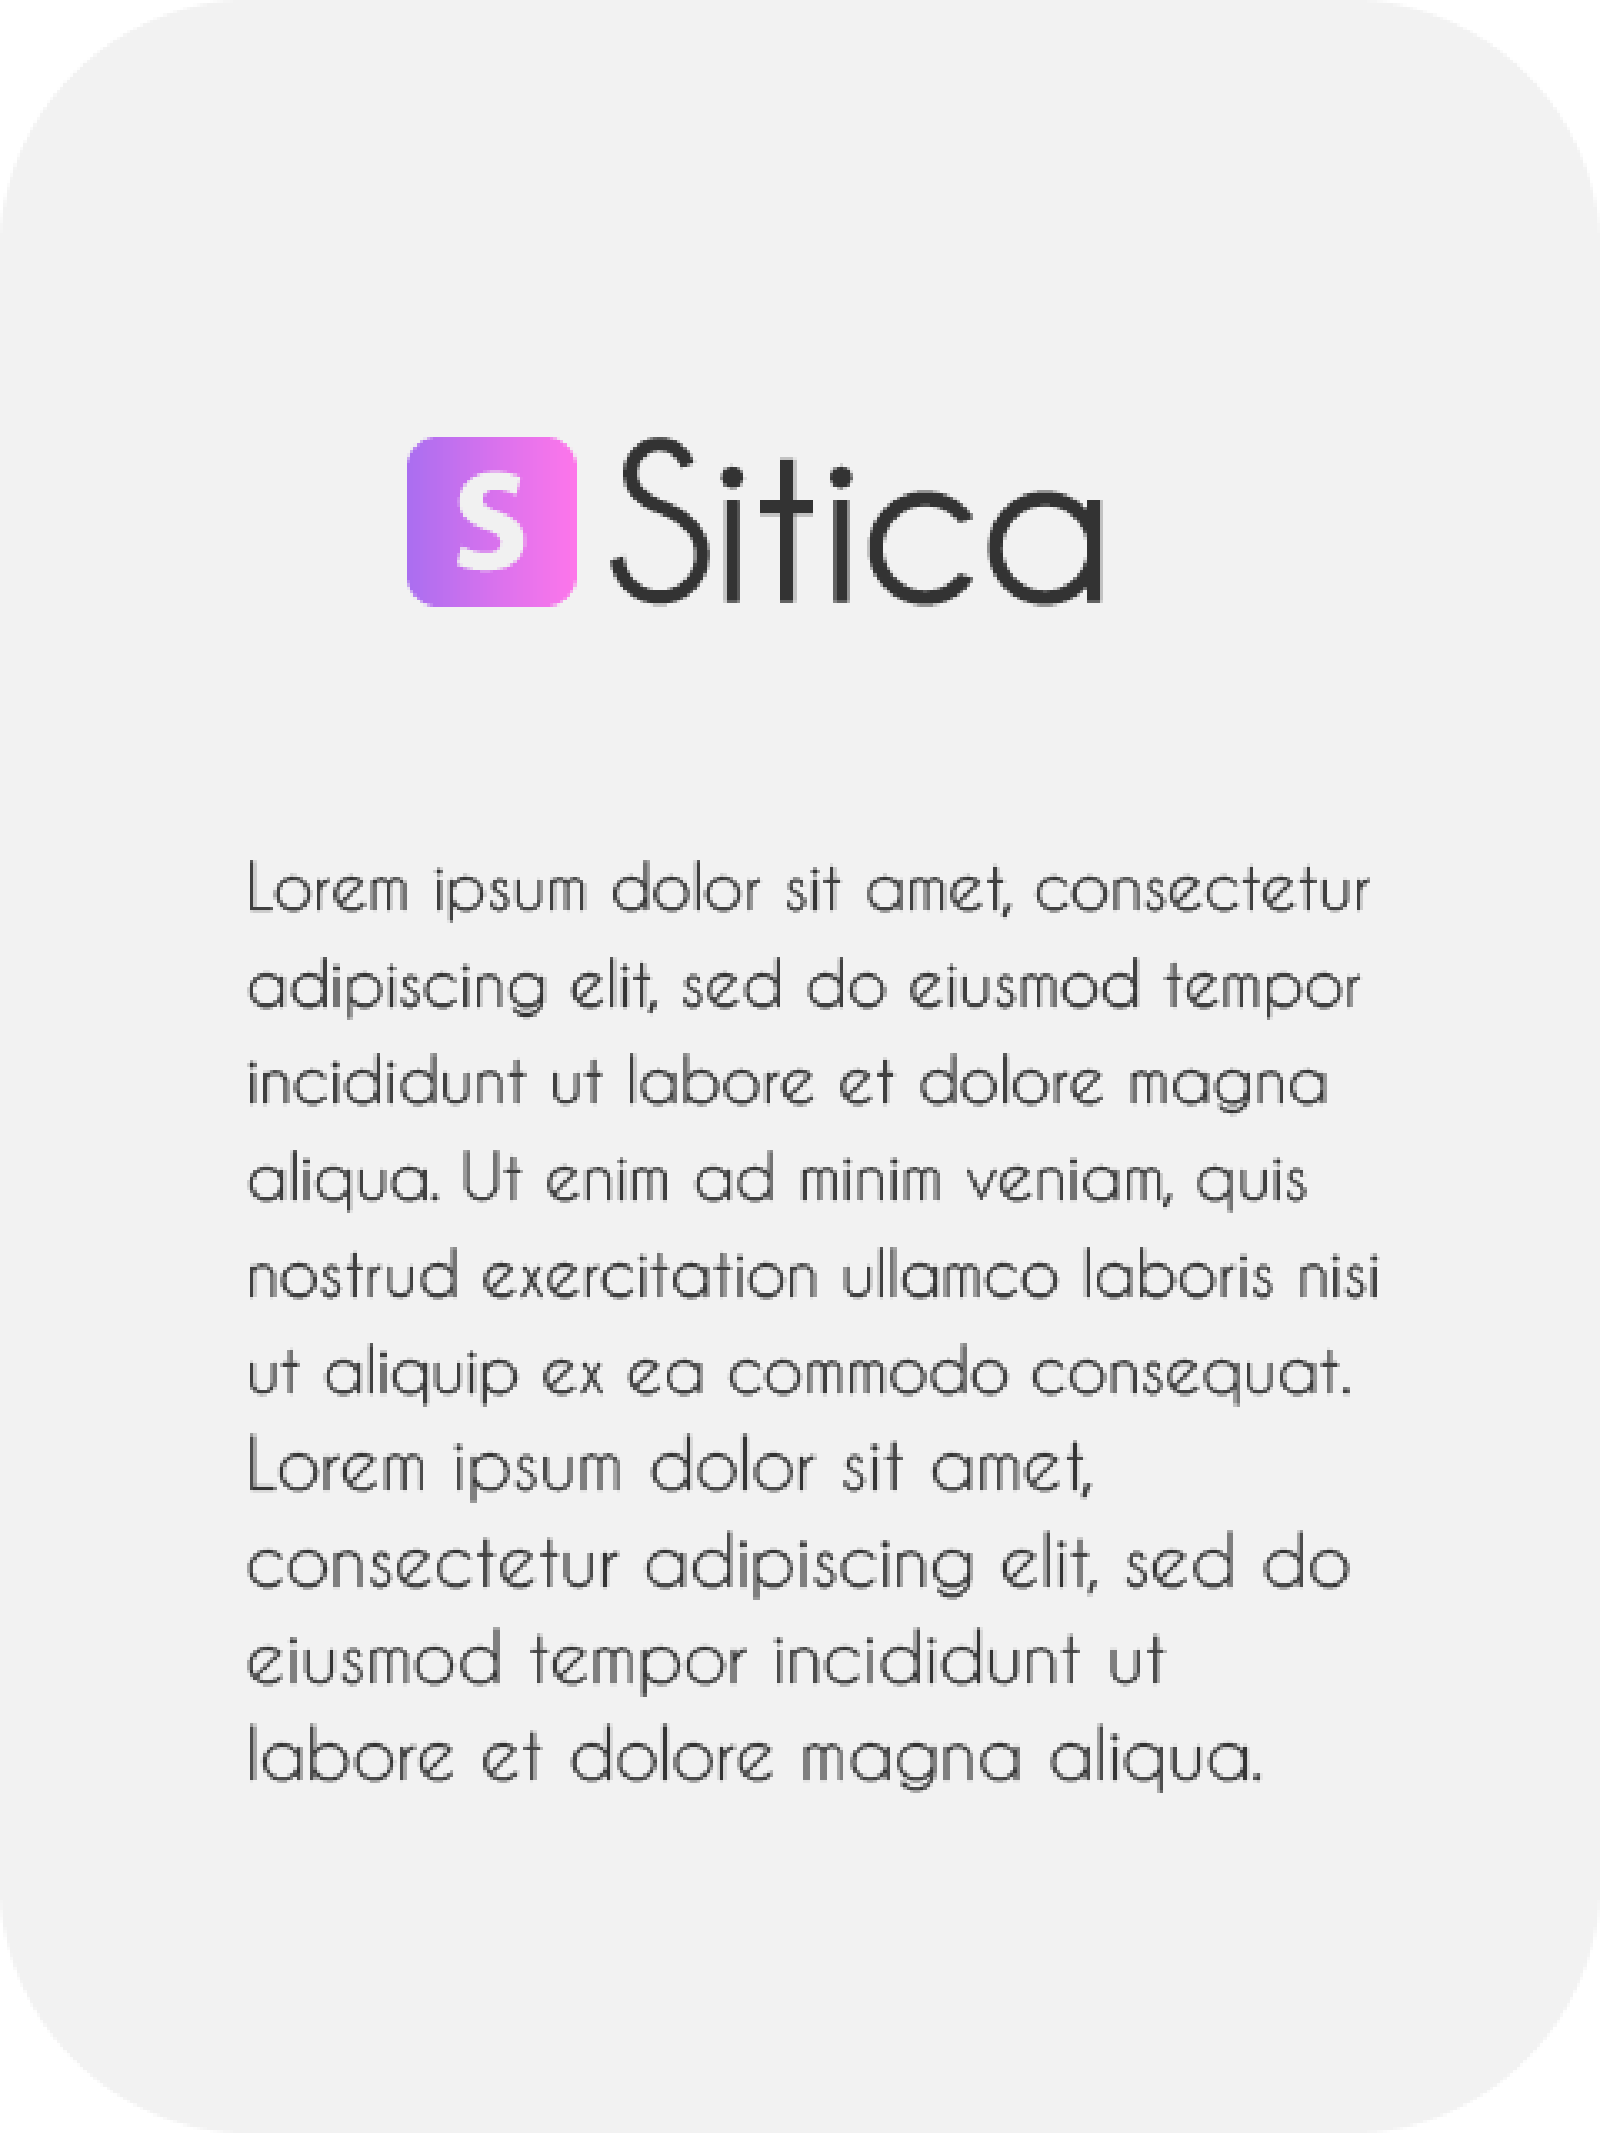 S Sitica
Lorem ipsum dolor sit amet, consectetur
adipiscing elit, sed do eiusmod tempor
incididunt ut labore et dolore magna
aliqua. Ut enim ad minim veniam, quis
nostrud exercitation ullamco laboris nisi
ut aliquip ex ea commodo consequat.
Lorem ipsum dolor sit amet,
consectetur adipiscing elit, sed do
eiusmod tempor incididunt ut
labore et dolore magna aliqua.